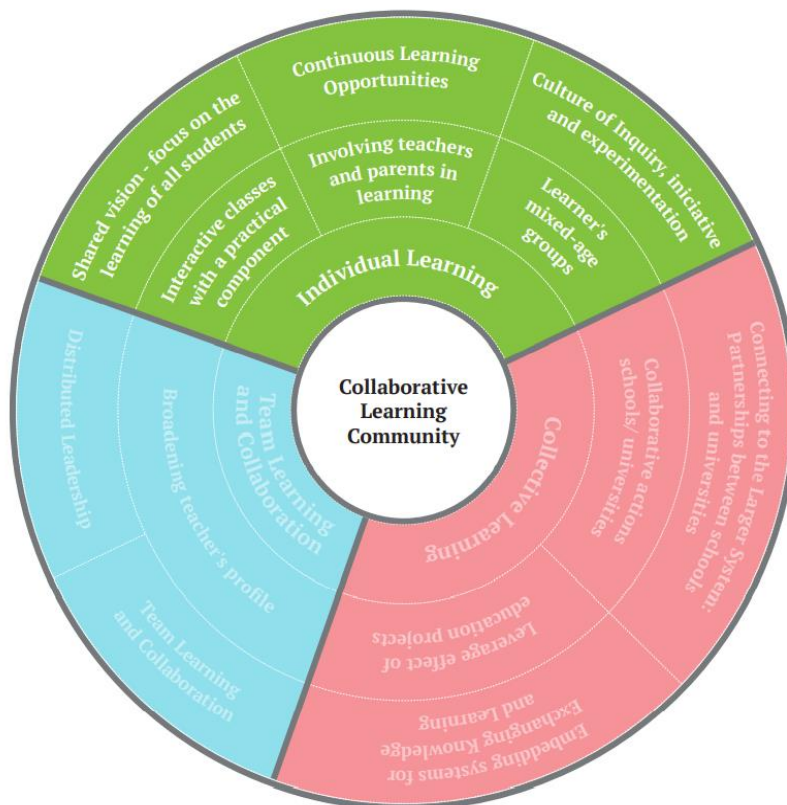 Continuous Learning
Opportunities
Culture of Inquiry, iniciative
and experimentation
Shared vision - focus on the
learning of all students
Involving teachers
and parents in
learning
Interactive classes
with a practical
component
Learner's
mixed-age
groups
Individual Learning
Collaborative
Learning
Community
Connecting to the Larger System:
Partnerships between schools
and universities
Collaborative actions
schools/ universities
Collective Learning
Leverage effect of
education projects
Embedding systems for
Exchanging Knowledge
and Learning
Team Learning
and Collaboration
Broadening teacher's profile
Distributed Leadership
Team Learning
and Collaboration